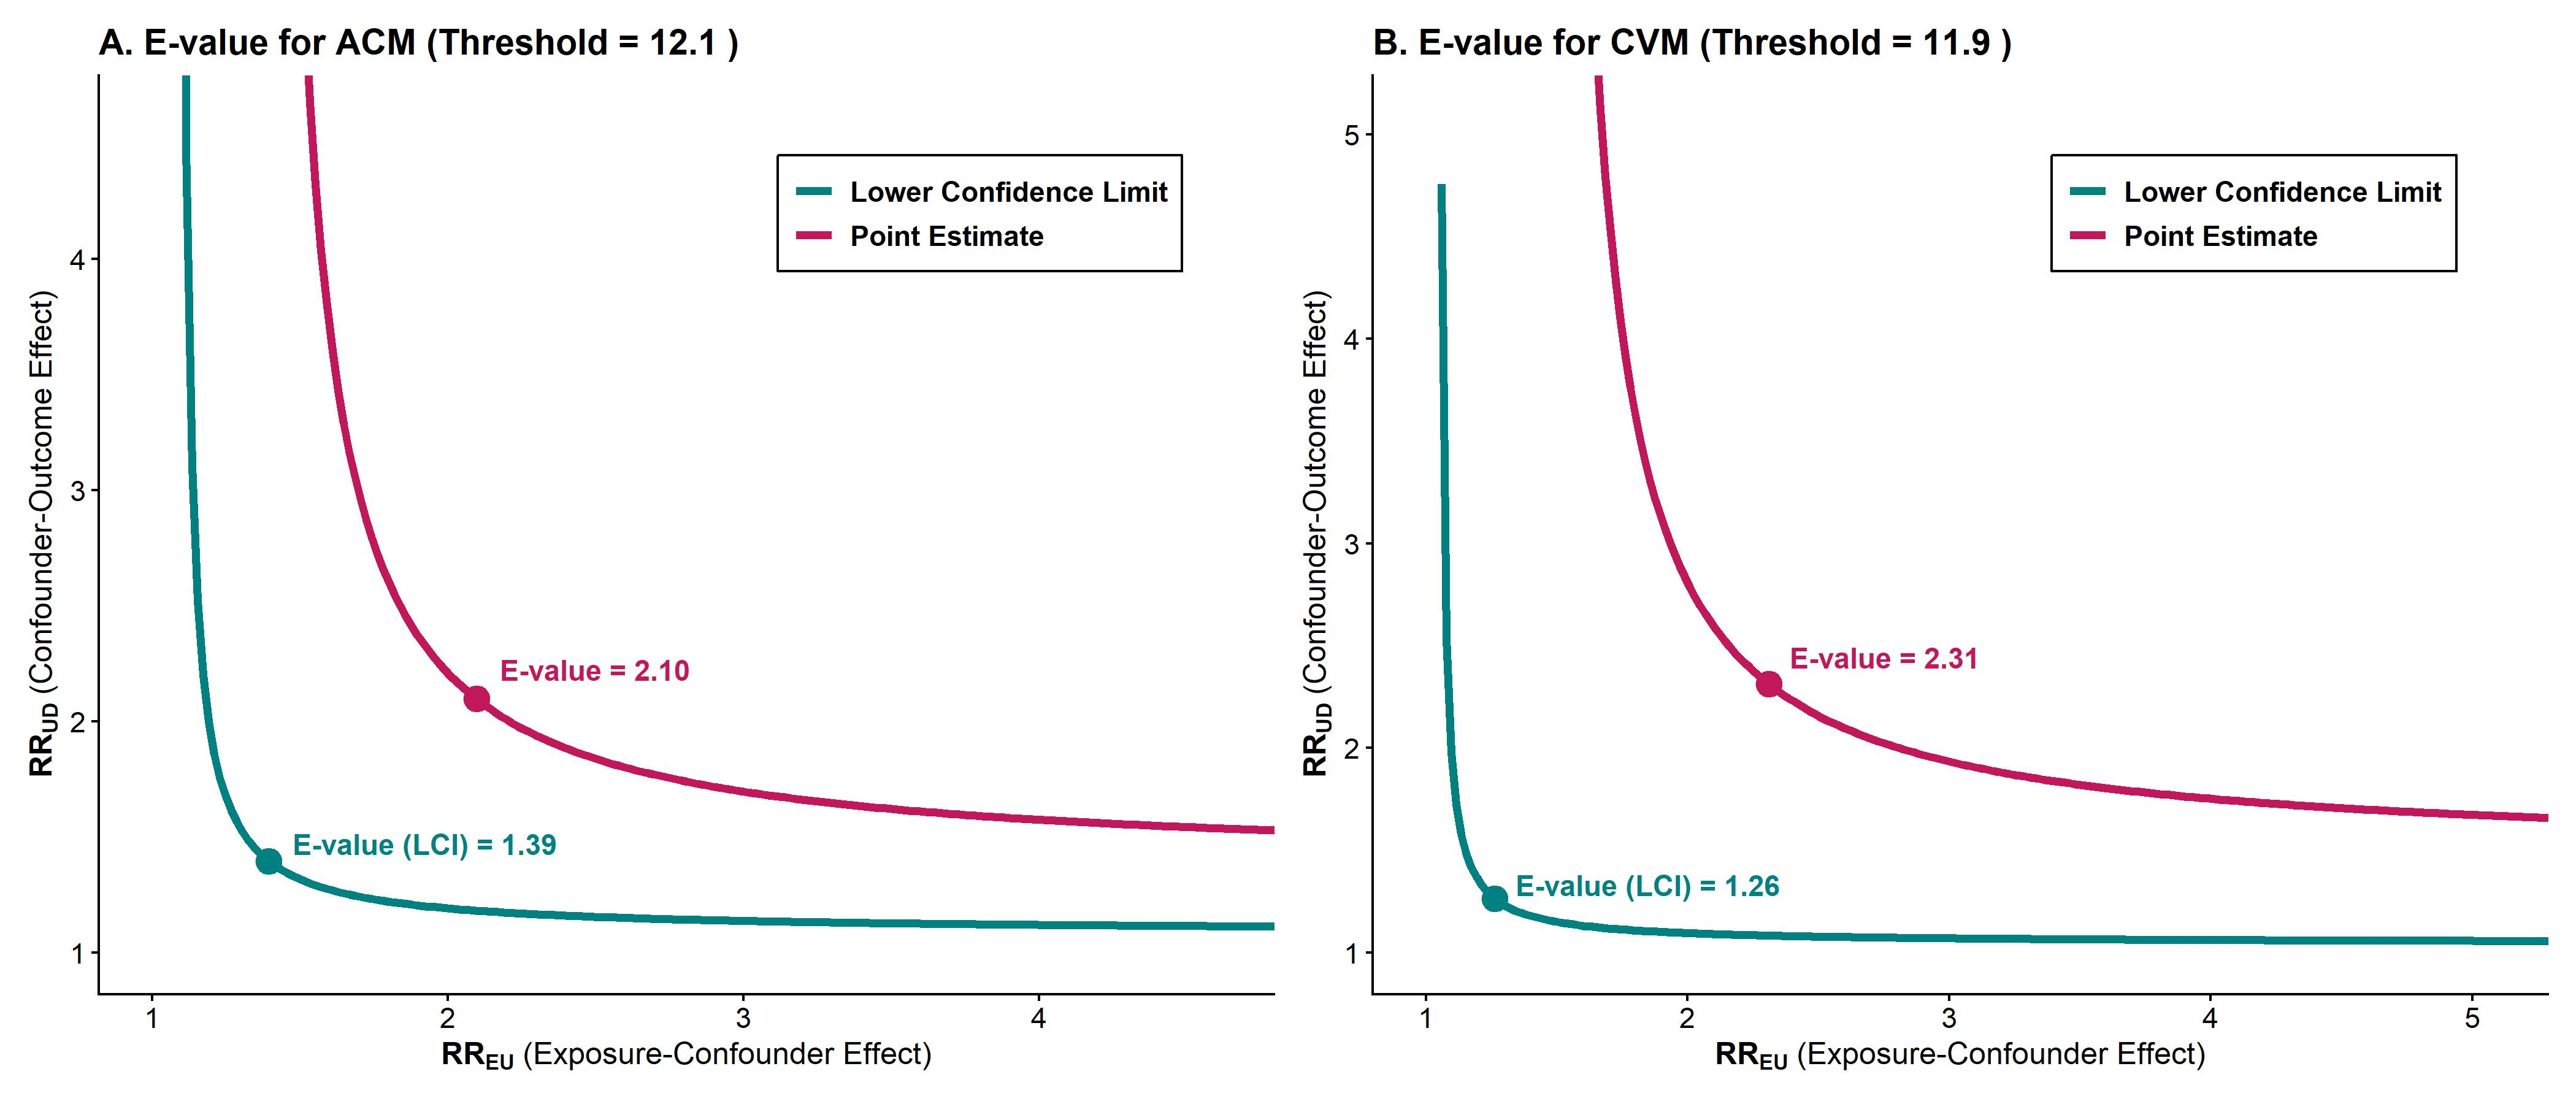 A. E-value for ACM (Threshold = 12.1 )
RRUD (Confounder-Outcome Effect)
4
3
2
1
Lower Confidence Limit
Point Estimate
E-value = 2.10
E-value (LCI) = 1.39
1 2 3 4
RREU (Exposure-Confounder Effect)
B. E-value for CVM (Threshold = 11.9 )
RRUD (Confounder-Outcome Effect)
5
4
3
2
1
Lower Confidence Limit
Point Estimate
E-value = 2.31
E-value (LCI) = 1.26
1 2 3 4 5
RREU (Exposure-Confounder Effect)